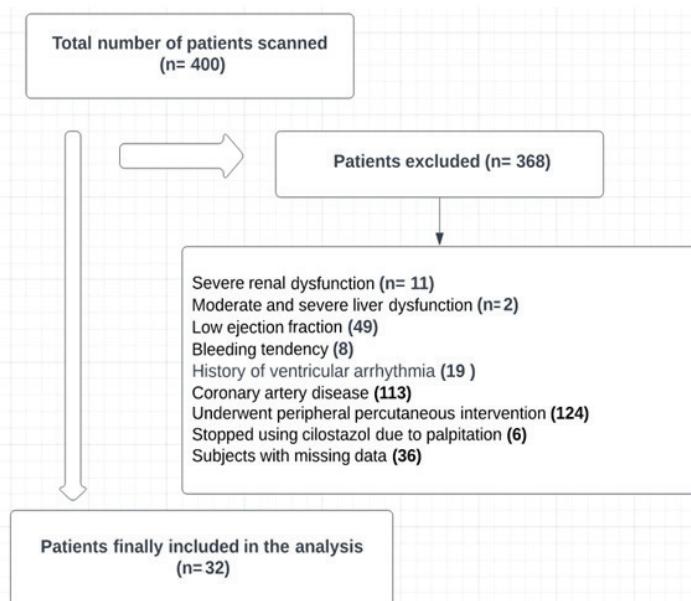 Total number of patients scanned
(n= 400)
Patients excluded (n= 368)
Severe renal dysfunction (n= 11)
Moderate and severe liver dysfunction (n=2)
Low ejection fraction (49)
Bleeding tendency (8)
History of ventricular arrhythmia (19 )
Coronary artery disease (113)
Underwent peripheral percutaneous intervention (124)
Stopped using cilostazol due to palpitation (6)
Subjects with missing data (36)
Patients finally included in the analysis
(n=32)